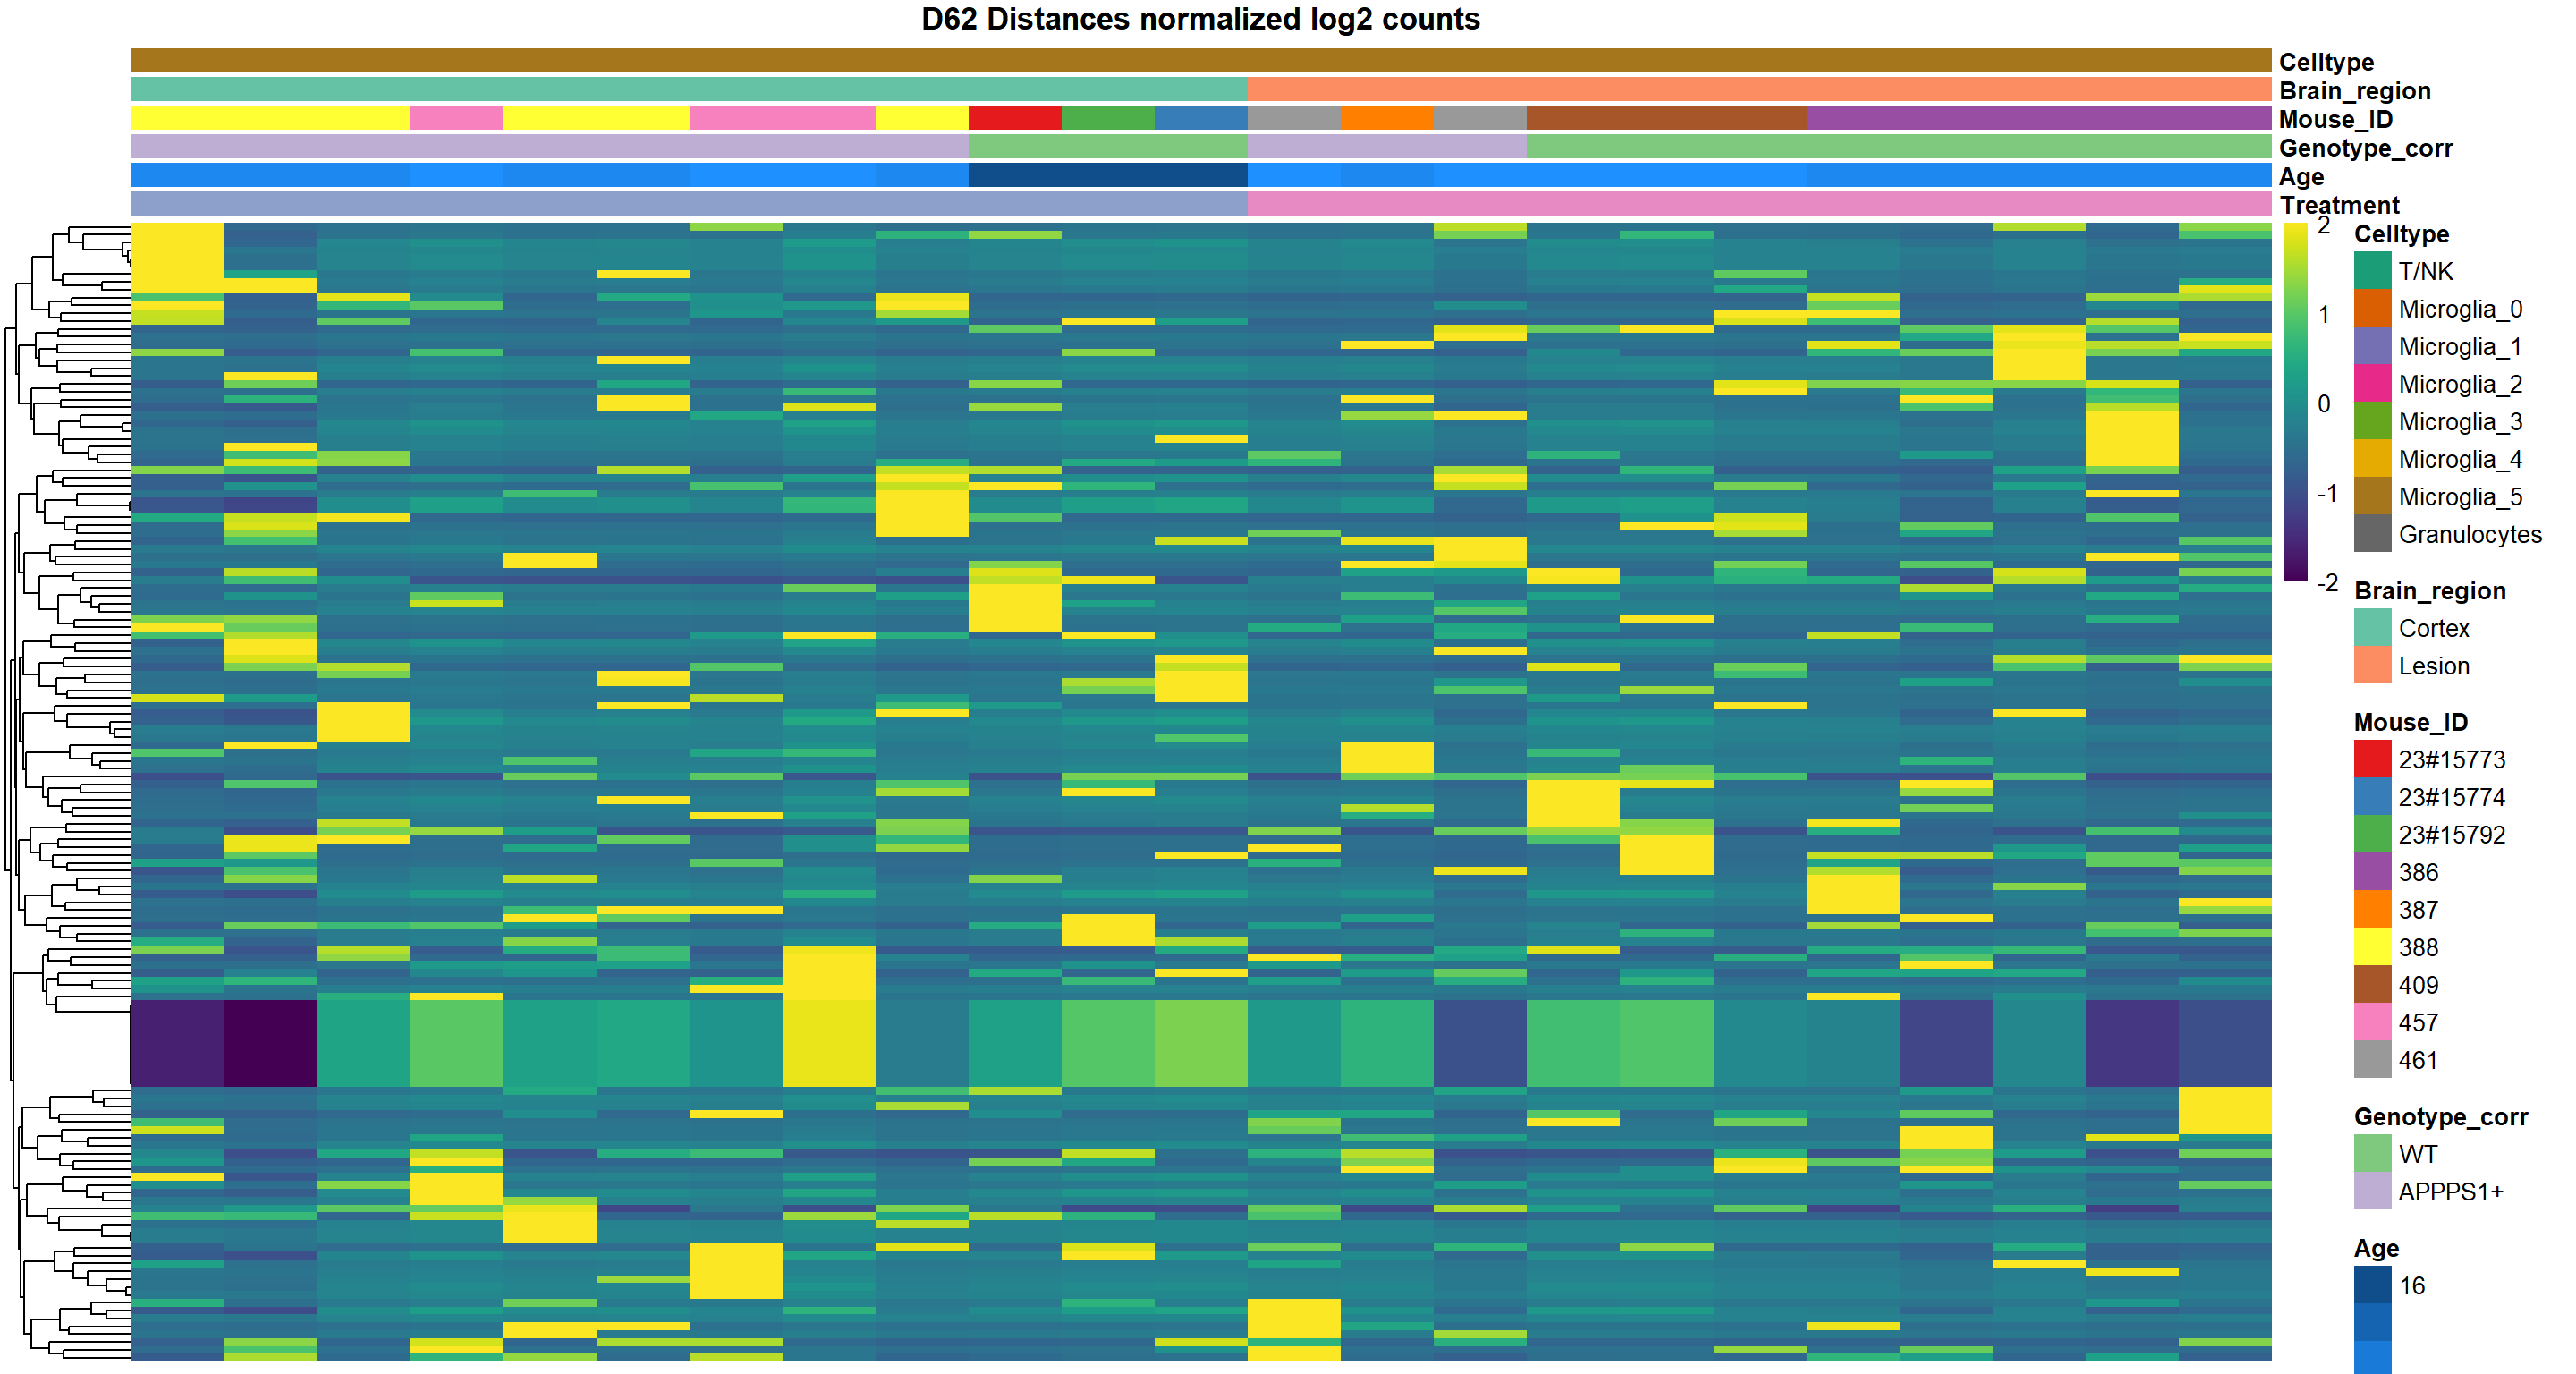 D62 Distances normalized log2 counts
Celltype
Brain_region
Mouse_ID
Genotype_corr
Age
Treatment
2
1
0
-1
-2
Celltype
T/NK
Microglia_0
Microglia_1
Microglia_2
Microglia_3
Microglia_4
Microglia_5
Granulocytes
Brain_region
Cortex
Lesion
Mouse_ID
23#15773
23#15774
23#15792
386
387
388
409
457
461
Genotype_corr
WT
APPPS1+
Age
16